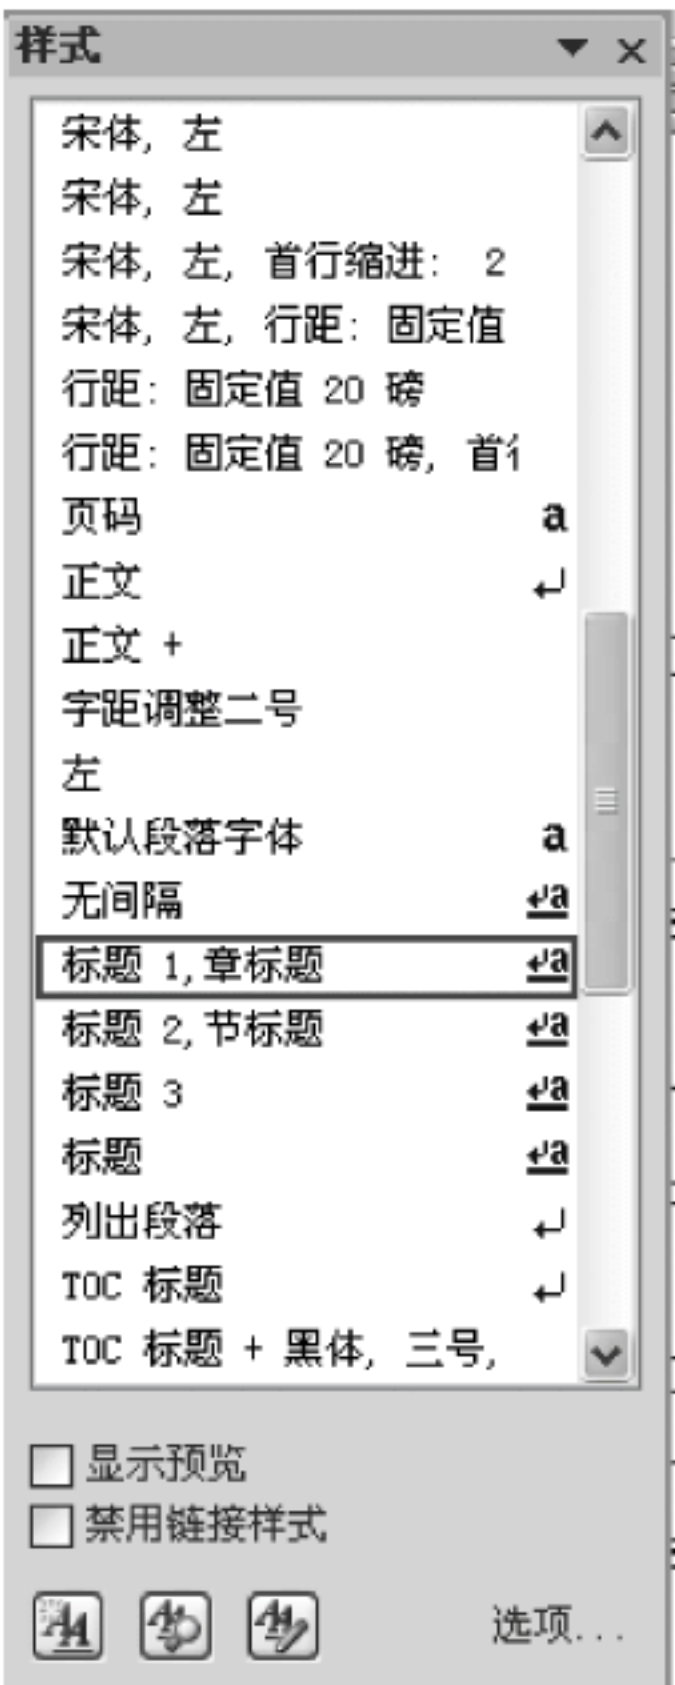 样式
宋体, 左
宋体, 左
宋体, 左, 首行缩进: 2
宋体, 左, 行距: 固定值
行距: 固定值 20 磅
行距: 固定值 20 磅, 首行
页码 a
正文
正文 +
字距调整二号
左
默认段落字体 a
无间隔 a
标题 1,章标题 a
标题 2,节标题 a
标题 3 a
标题 a
列出段落
TOC 标题
TOC 标题 + 黑体, 三号,
显示预览
禁用链接样式
选项...